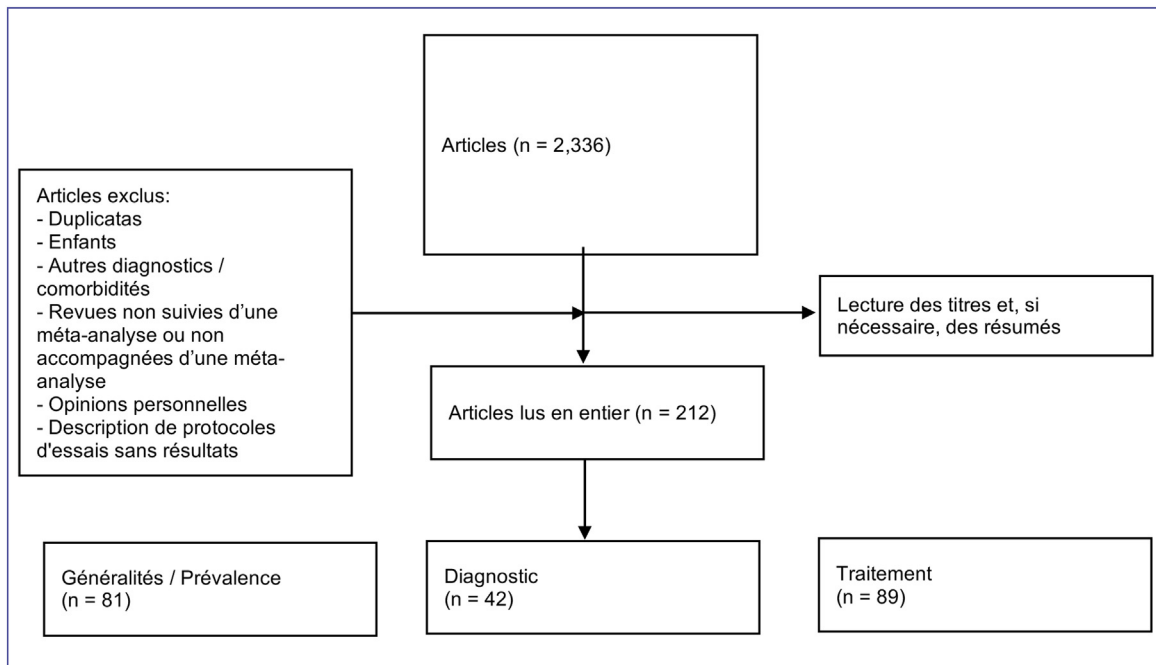 Articles (n = 2,336)
Articles exclus:
- Duplicatas
- Enfants
- Autres diagnostics /
comorbidités
- Revues non suivies d’une
méta-analyse ou non
accompagnées d’une méta-
analyse
- Opinions personnelles
- Description de protocoles
d'essais sans résultats
Lecture des titres et, si
nécessaire, des résumés
Articles lus en entier (n = 212)
Généralités / Prévalence
(n = 81)
Diagnostic
(n = 42)
Traitement
(n = 89)